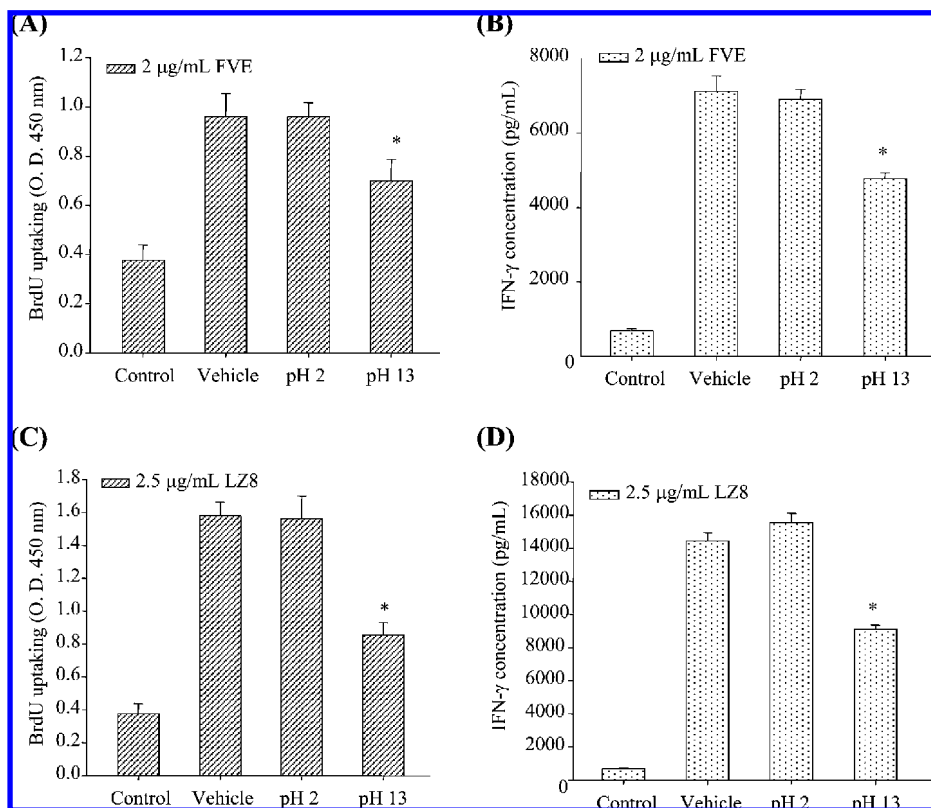 (A)
1.2
1.0
0.8
0.6
0.4
0.2
0.0
BrdU uptaking (O. D. 450 nm)
2 μg/mL FVE
*
Control Vehicle pH 2 pH 13
(B)
8000
6000
4000
2000
0
IFN-γ concentration (pg/mL)
2 μg/mL FVE
*
Control Vehicle pH 2 pH 13
(C)
1.8
1.6
1.4
1.2
1.0
0.8
0.6
0.4
0.2
0.0
BrdU uptaking (O. D. 450 nm)
2.5 μg/mL LZ8
*
Control Vehicle pH 2 pH 13
(D)
18000
16000
14000
12000
10000
8000
6000
4000
2000
0
IFN-γ concentration (pg/mL)
2.5 μg/mL LZ8
*
Control Vehicle pH 2 pH 13